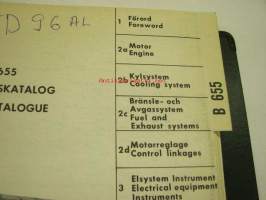 TD 96 AL
655
SKATALOG
TALOGUE
1 Förord
Foreword
2a Motor
Engine
2b Kylsystem
Cooling system
2c Bränsle- och
Avgassystem
Fuel and
Exhaust systems
2d Motorreglage
Control linkages
3 Elsystem Instrument
Electrical equipment
Instruments
B 655